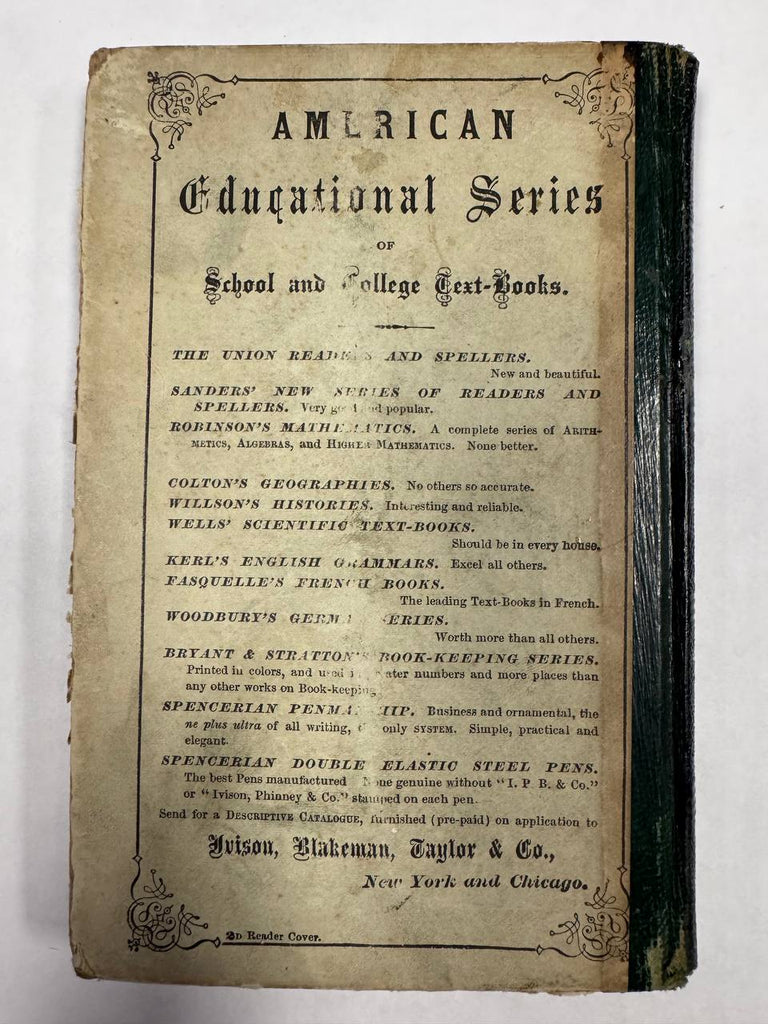 AMERICAN
Educational Series
OF
School and College Text-Books.
THE UNION READERS AND SPELLERS.
New and beautiful.
SANDERS' NEW SERIES OF READERS AND
SPELLERS. Very good and popular.
ROBINSON'S MATHEMATICS. A complete series of ARITH-
METICS, ALGEBRAS, and HIGHER MATHEMATICS. None better.
COLTON'S GEOGRAPHIES. No others so accurate.
WILLSON'S HISTORIES. Interesting and reliable.
WELLS' SCIENTIFIC TEXT-BOOKS.
Should be in every house.
KERL'S ENGLISH GRAMMARS. Excel all others.
FASQUELLE'S FRENCH BOOKS.
The leading Text-Books in French.
WOODBURY'S GERMAN SERIES.
Worth more than all others.
BRYANT & STRATTON'S BOOK-KEEPING SERIES.
Printed in colors, and used in greater numbers and more places than
any other works on Book-keeping.
SPENCERIAN PENMANSHIP. Business and ornamental, the
ne plus ultra of all writing, only SYSTEM. Simple, practical and
elegant.
SPENCERIAN DOUBLE ELASTIC STEEL PENS.
The best Pens manufactured None genuine without "I. P. B. & Co."
or "Ivison, Phinney & Co." stamped on each pen.
Send for a DESCRIPTIVE CATALOGUE, furnished (pre-paid) on application to
Ivison, Blakeman, Taylor & Co.,
New York and Chicago.
2D Reader Cover.